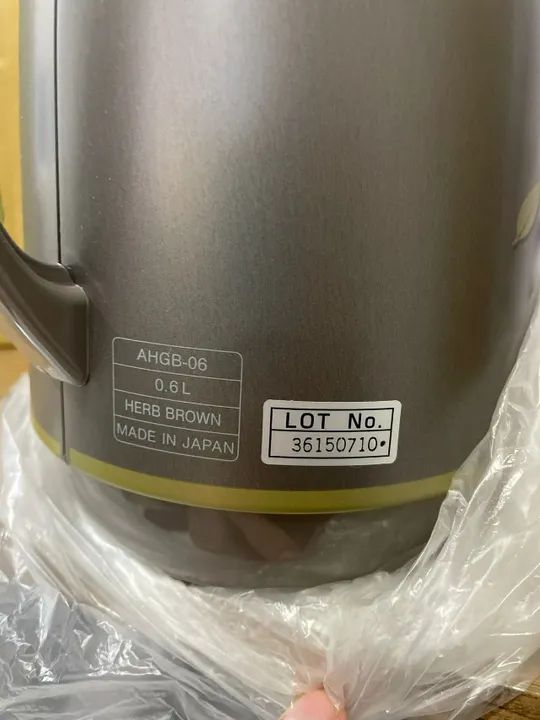 AHGB-06
0.6L
HERB BROWN
MADE IN JAPAN
LOT No.
36150710•